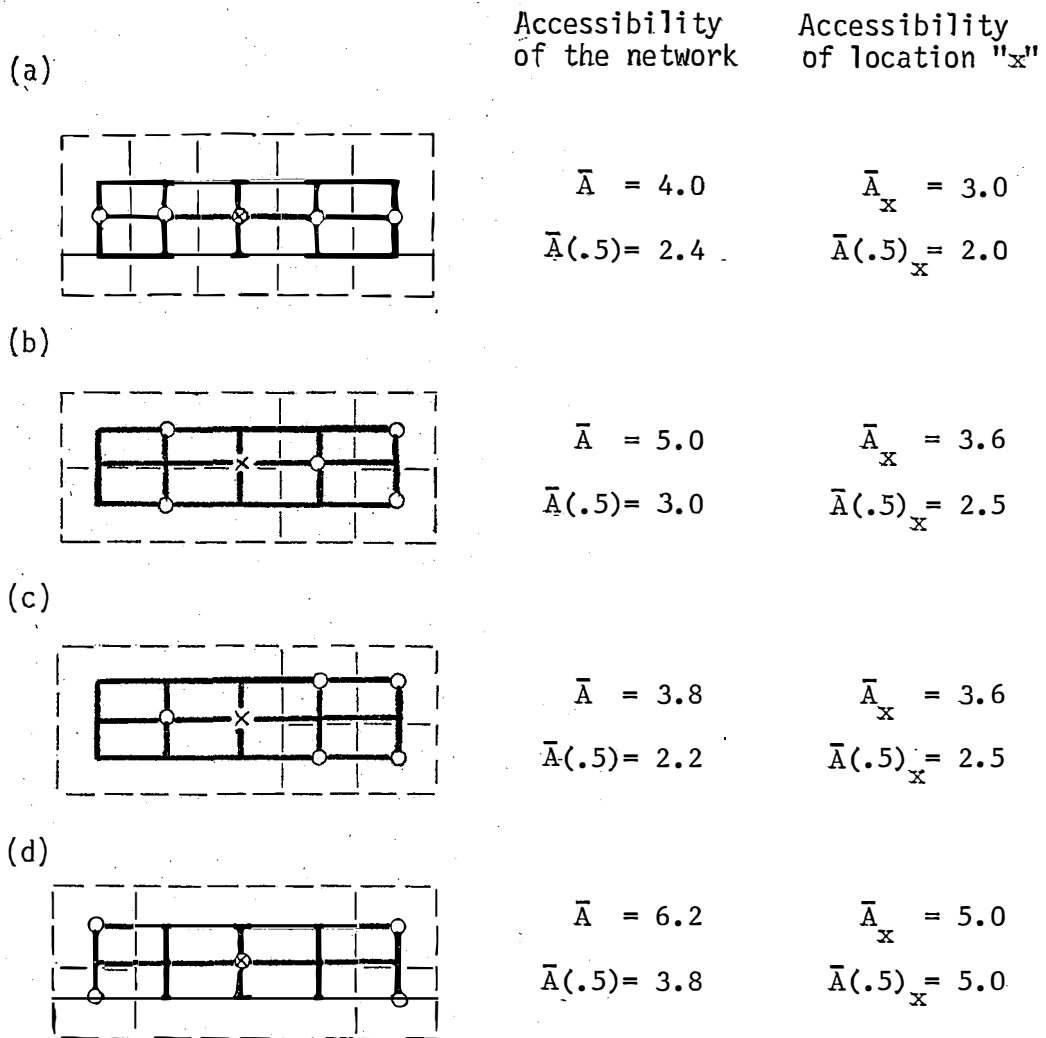 Accessibility of the network
Accessibility of location "x"
(a)
Ā = 4.0
Ā_x = 3.0
Ā(.5)= 2.4
Ā(.5)_x= 2.0
(b)
Ā = 5.0
Ā_x = 3.6
Ā(.5)= 3.0
Ā(.5)_x= 2.5
(c)
Ā = 3.8
Ā_x = 3.6
Ā(.5)= 2.2
Ā(.5)_x= 2.5
(d)
Ā = 6.2
Ā_x = 5.0
Ā(.5)= 3.8
Ā(.5)_x= 5.0